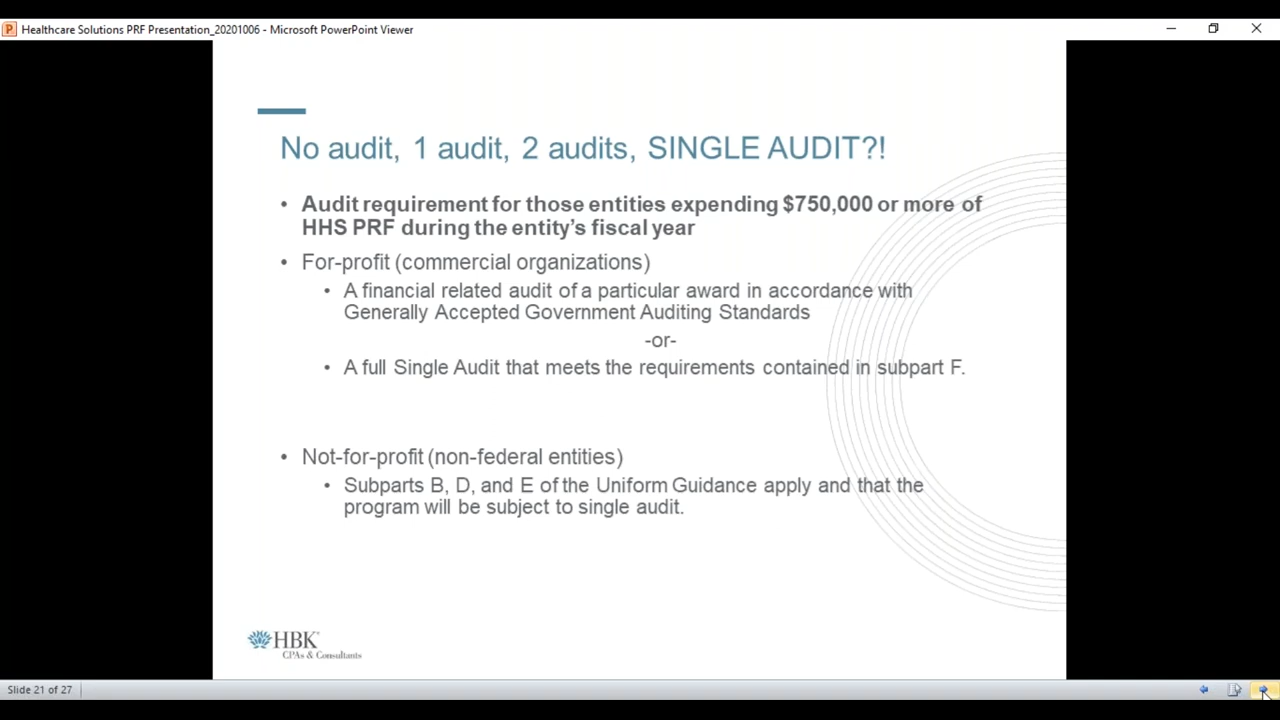 Healthcare Solutions PRF Presentation_20201006 - Microsoft PowerPoint Viewer
No audit, 1 audit, 2 audits, SINGLE AUDIT?!
• Audit requirement for those entities expending $750,000 or more of
HHS PRF during the entity's fiscal year
• For-profit (commercial organizations)
• A financial related audit of a particular award in accordance with
Generally Accepted Government Auditing Standards
-or-
• A full Single Audit that meets the requirements contained in subpart F.
• Not-for-profit (non-federal entities)
• Subparts B, D, and E of the Uniform Guidance apply and that the
program will be subject to single audit.
HBK
CPAs & Consultants
Slide 21 of 27